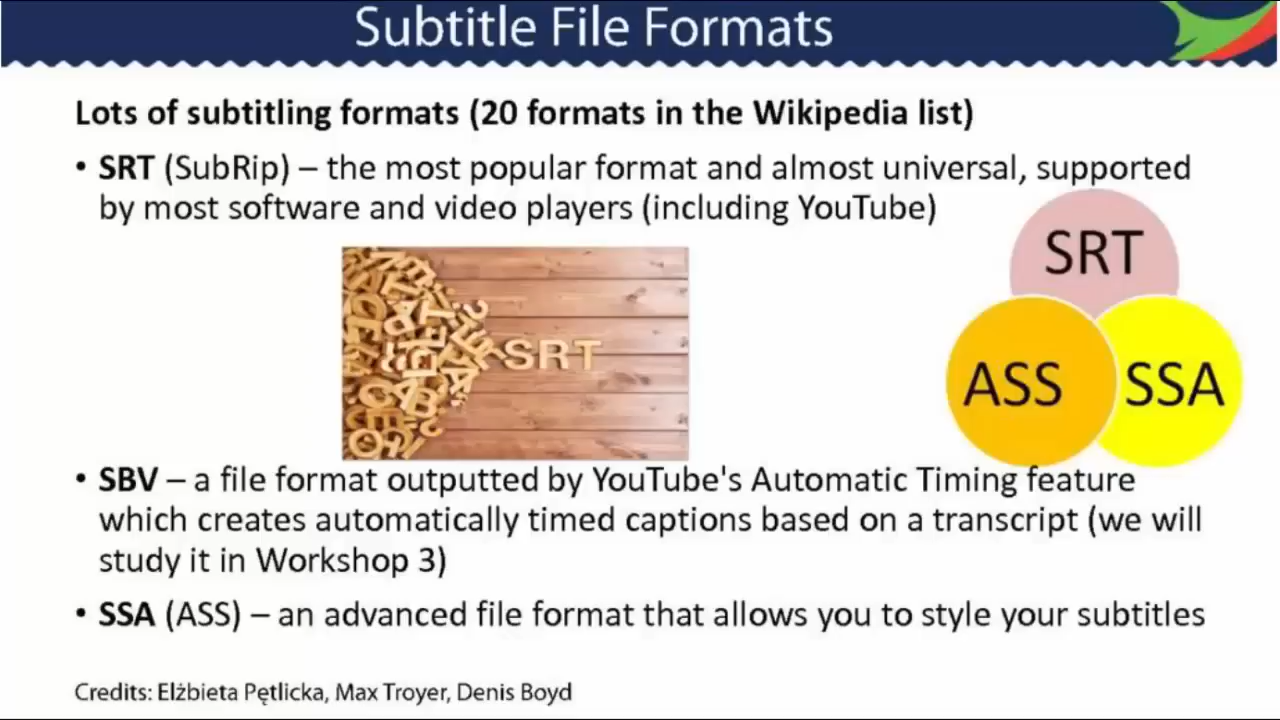 Subtitle File Formats
Lots of subtitling formats (20 formats in the Wikipedia list)
• SRT (SubRip) – the most popular format and almost universal, supported
by most software and video players (including YouTube)
SRT
SRT
ASS
SSA
• SBV – a file format outputted by YouTube's Automatic Timing feature
which creates automatically timed captions based on a transcript (we will
study it in Workshop 3)
• SSA (ASS) – an advanced file format that allows you to style your subtitles
Credits: Elżbieta Pętlicka, Max Troyer, Denis Boyd